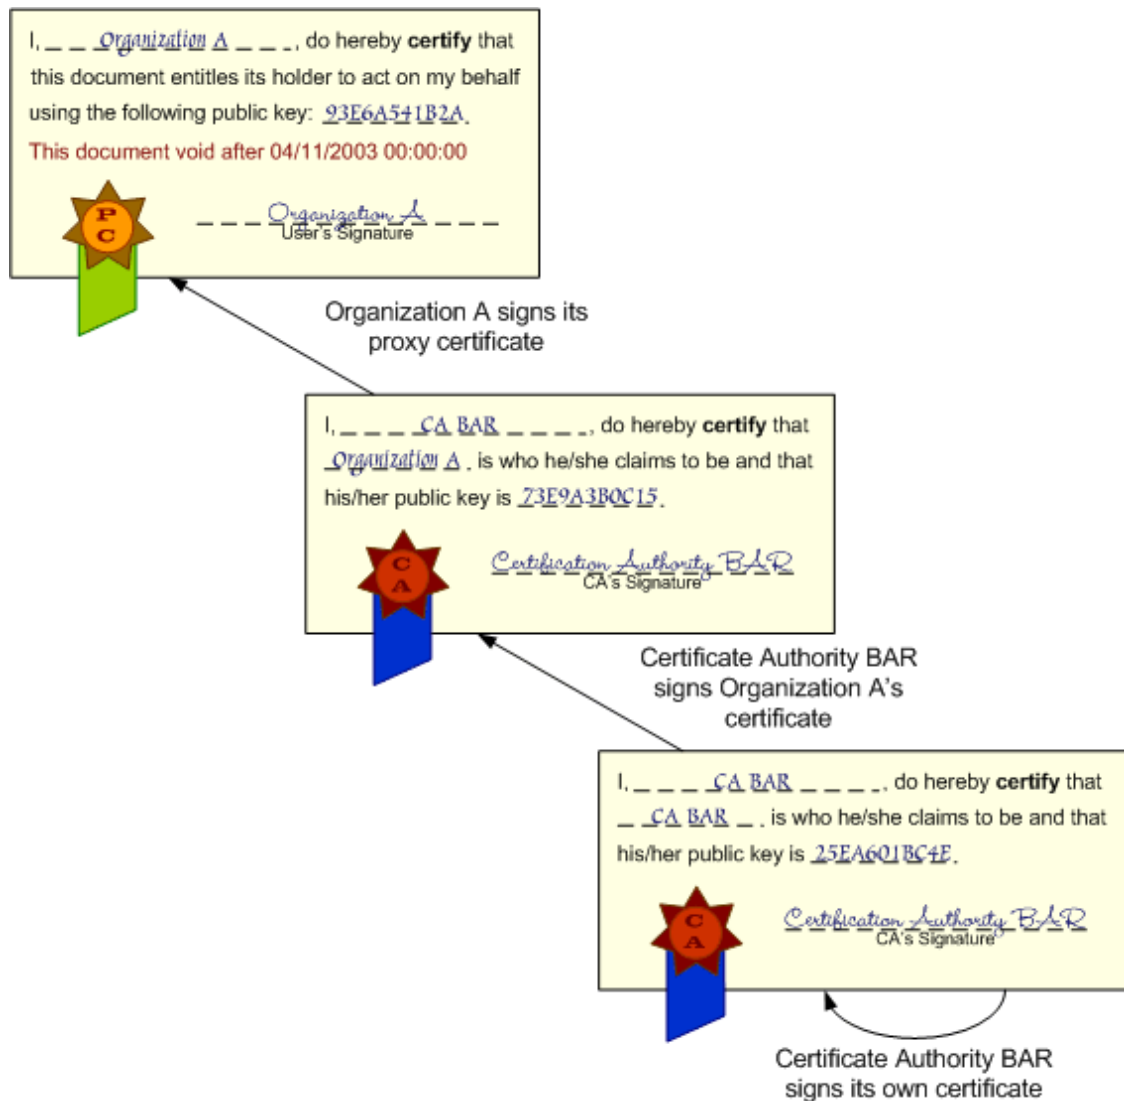 I, Organization A, do hereby certify that
this document entitles its holder to act on my behalf
using the following public key: 93E6A541B2A.
This document void after 04/11/2003 00:00:00
P
C
Organization A
User's Signature
Organization A signs its
proxy certificate
I, CA BAR, do hereby certify that
Organization A. is who he/she claims to be and that
his/her public key is 73E9A3B0C15.
C
A
Certification Authority BAR
CA's Signature
Certificate Authority BAR
signs Organization A's
certificate
I, CA BAR, do hereby certify that
CA BAR. is who he/she claims to be and that
his/her public key is 25EA601BC4E.
C
A
Certification Authority BAR
CA's Signature
Certificate Authority BAR
signs its own certificate